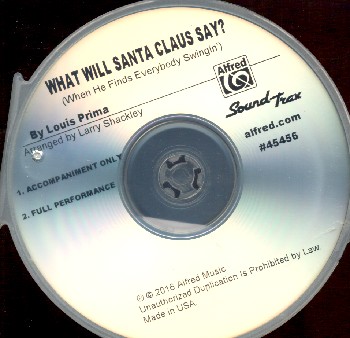 WHAT WILL SANTA CLAUS SAY?
(When He Finds Everybody Swingin')
Alfred
Sound Trax
alfred.com
#45456
By Louis Prima
Arranged by Larry Shackley
1. ACCOMPANIMENT ONLY
2. FULL PERFORMANCE
℗ © 2016 Alfred Music
Unauthorized Duplication is Prohibited by Law
Made in USA